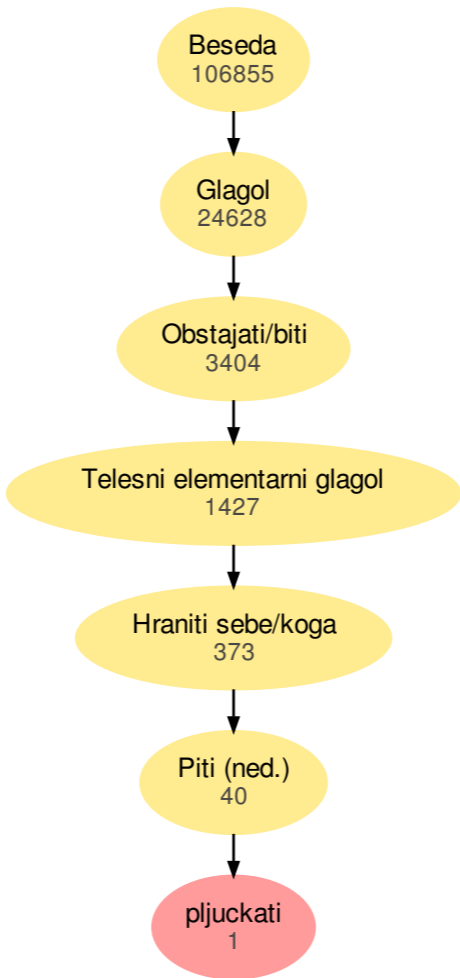 Beseda
106855
Glagol
24628
Obstajati/biti
3404
Telesni elementarni glagol
1427
Hraniti sebe/koga
373
Piti (ned.)
40
pljuckati
1